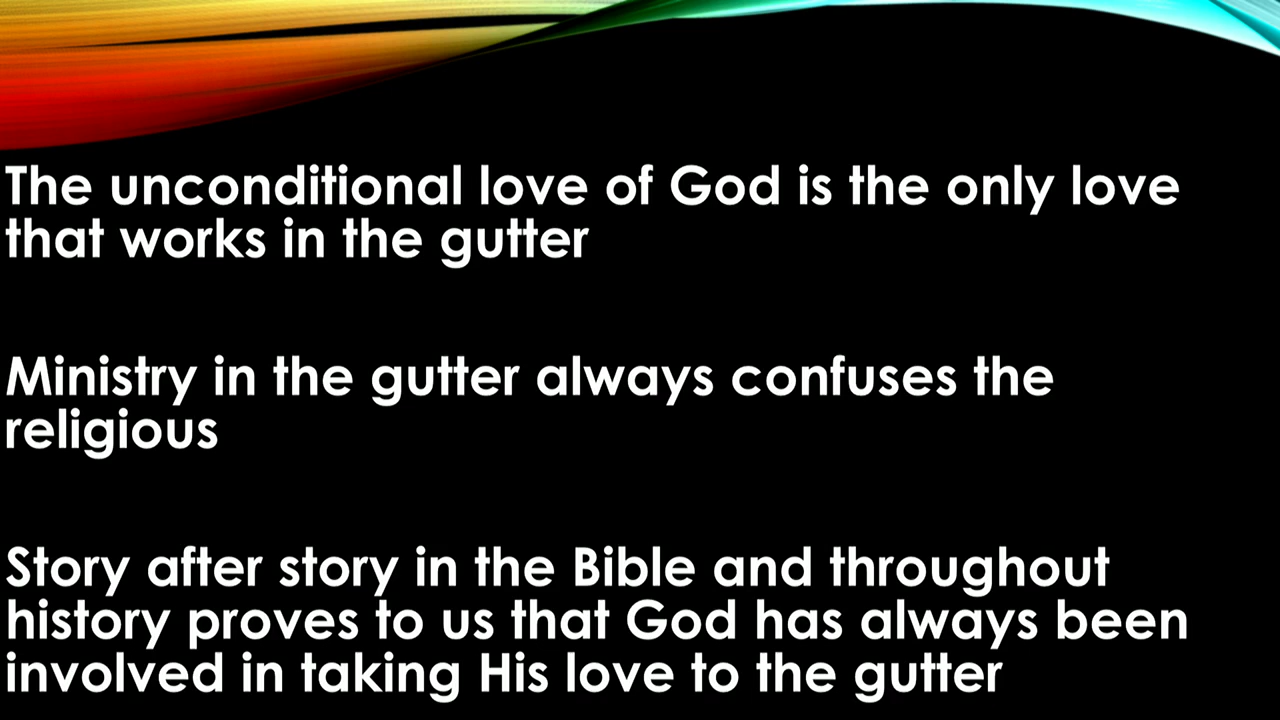 The unconditional love of God is the only love
that works in the gutter
Ministry in the gutter always confuses the
religious
Story after story in the Bible and throughout
history proves to us that God has always been
involved in taking His love to the gutter